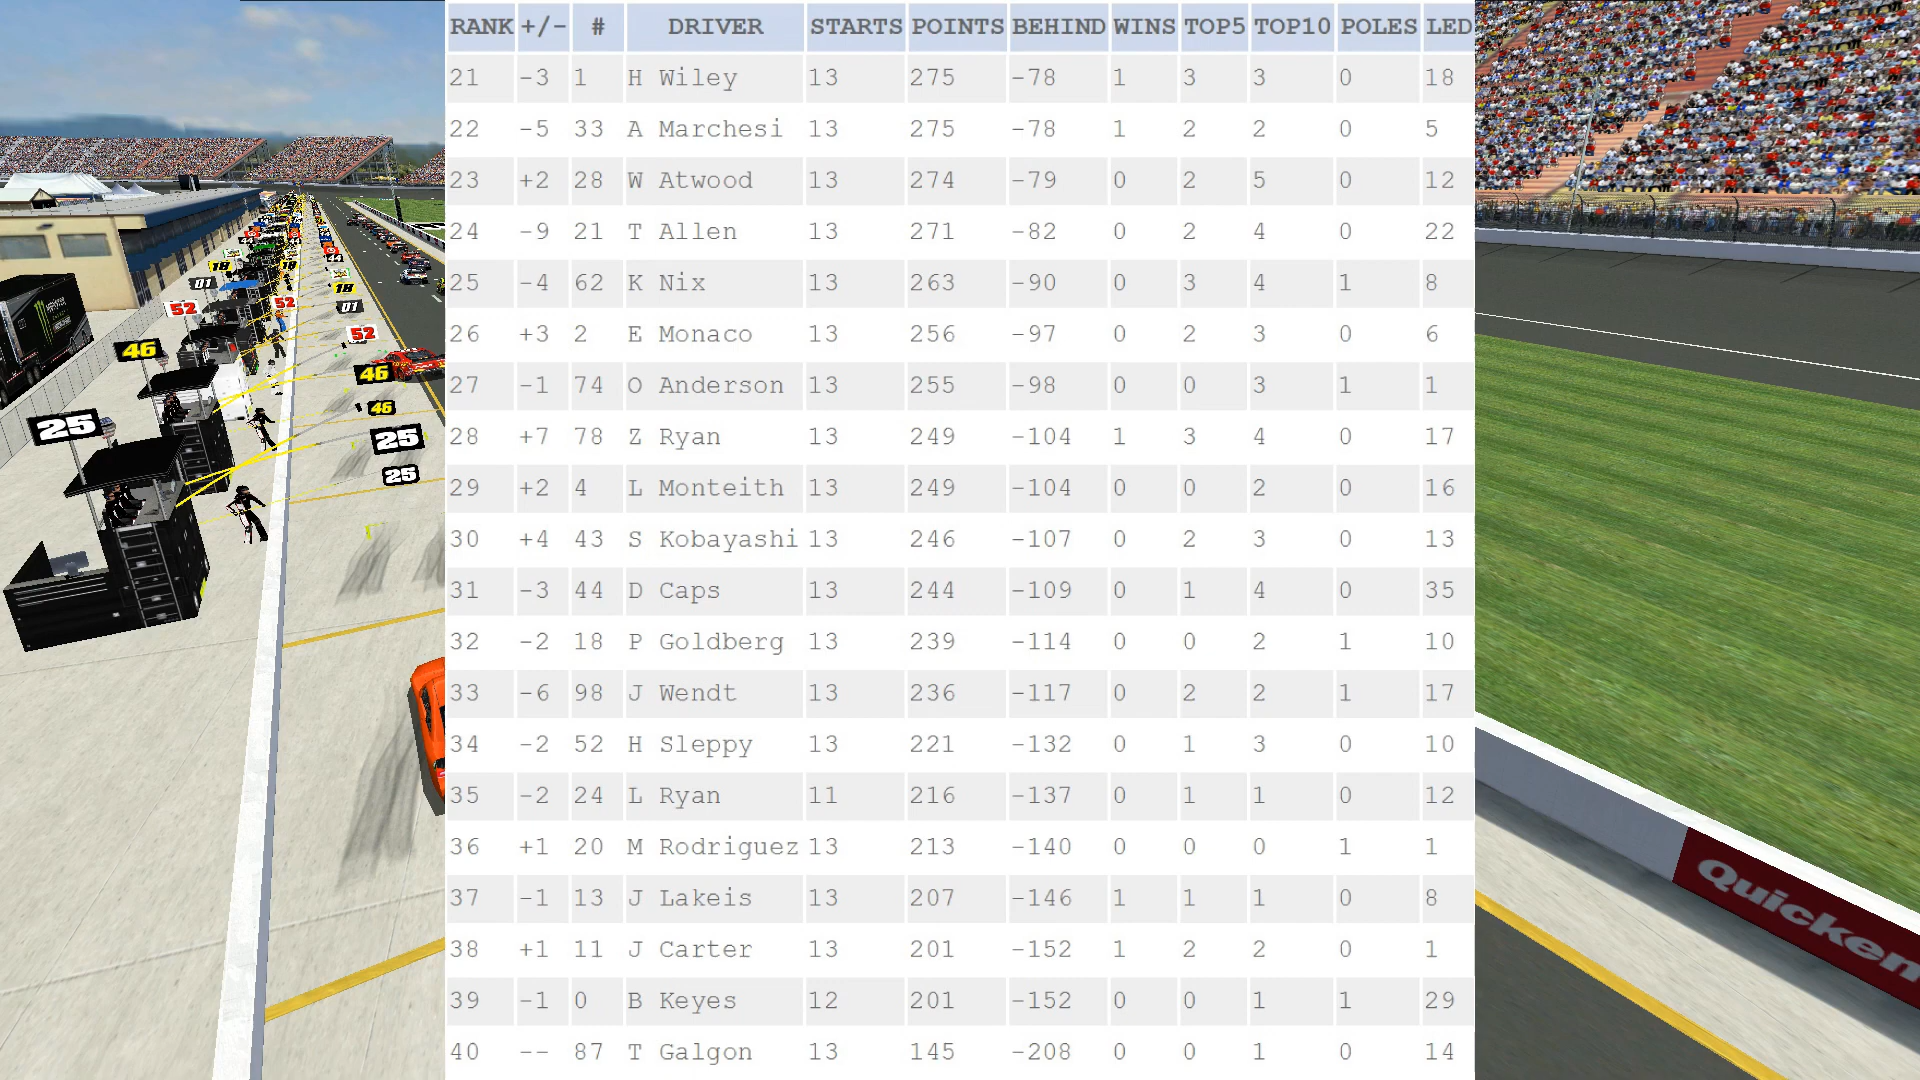 RANK +/- # DRIVER STARTS POINTS BEHIND WINS TOP5 TOP10 POLES LED
21 -3 1 H Wiley 13 275 -78 1 3 3 0 18
22 -5 33 A Marchesi 13 275 -78 1 2 2 0 5
23 +2 28 W Atwood 13 274 -79 0 2 5 0 12
24 -9 21 T Allen 13 271 -82 0 2 4 0 22
25 -4 62 K Nix 13 263 -90 0 3 4 1 8
26 +3 2 E Monaco 13 256 -97 0 2 3 0 6
27 -1 74 O Anderson 13 255 -98 0 0 3 1 1
28 +7 78 Z Ryan 13 249 -104 1 3 4 0 17
29 +2 4 L Monteith 13 249 -104 0 0 2 0 16
30 +4 43 S Kobayashi 13 246 -107 0 2 3 0 13
31 -3 44 D Caps 13 244 -109 0 1 4 0 35
32 -2 18 P Goldberg 13 239 -114 0 0 2 1 10
33 -6 98 J Wendt 13 236 -117 0 2 2 1 17
34 -2 52 H Sleppy 13 221 -132 0 1 3 0 10
35 -2 24 L Ryan 11 216 -137 0 1 1 0 12
36 +1 20 M Rodriguez 13 213 -140 0 0 0 1 1
37 -1 13 J Lakeis 13 207 -146 1 1 1 0 8
38 +1 11 J Carter 13 201 -152 1 2 2 0 1
39 -1 0 B Keyes 12 201 -152 0 0 1 1 29
40 -- 87 T Galgon 13 145 -208 0 0 1 0 14
44
44
44
18
18
18
01
01
52
52
52
46
46
46
25
25
25
Quicken